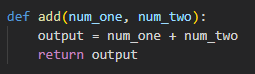 def add(num_one, num_two):
    output = num_one + num_two
    return output